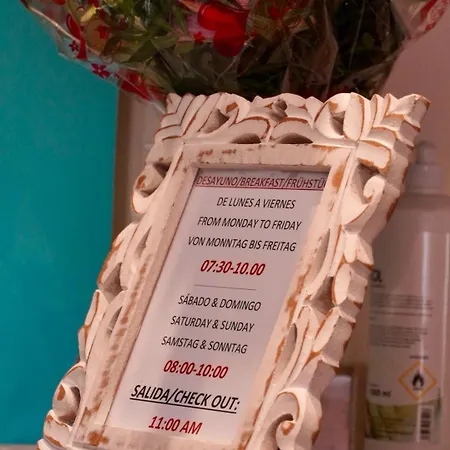 DESAYUNO/BREAKFAST/FRÜHSTÜ
DE LUNES A VIERNES
FROM MONDAY TO FRIDAY
VON MONNTAG BIS FREITAG
07:30-10.00
SÁBADO & DOMINGO
SATURDAY & SUNDAY
SAMSTAG & SONNTAG
08:00-10:00
SALIDA/CHECK OUT:
11:00 AM